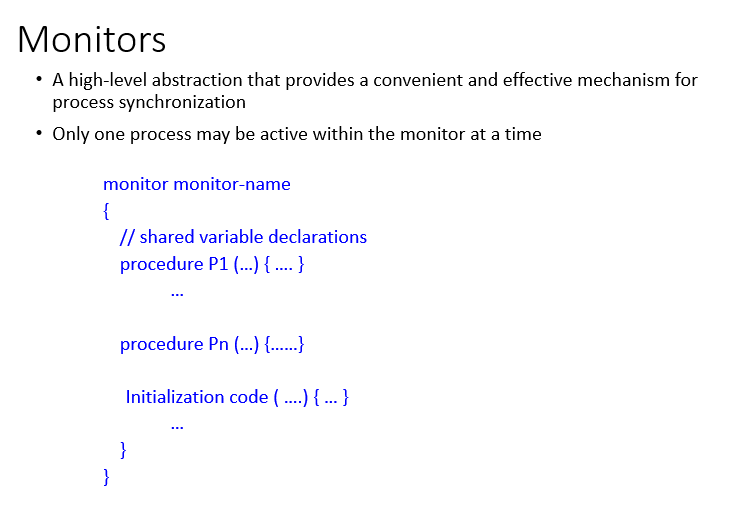 Monitors
• A high-level abstraction that provides a convenient and effective mechanism for
process synchronization
• Only one process may be active within the monitor at a time
monitor monitor-name
{
// shared variable declarations
procedure P1 (…) { …. }
…
procedure Pn (…) {……}
Initialization code ( ….) { … }
…
}
}